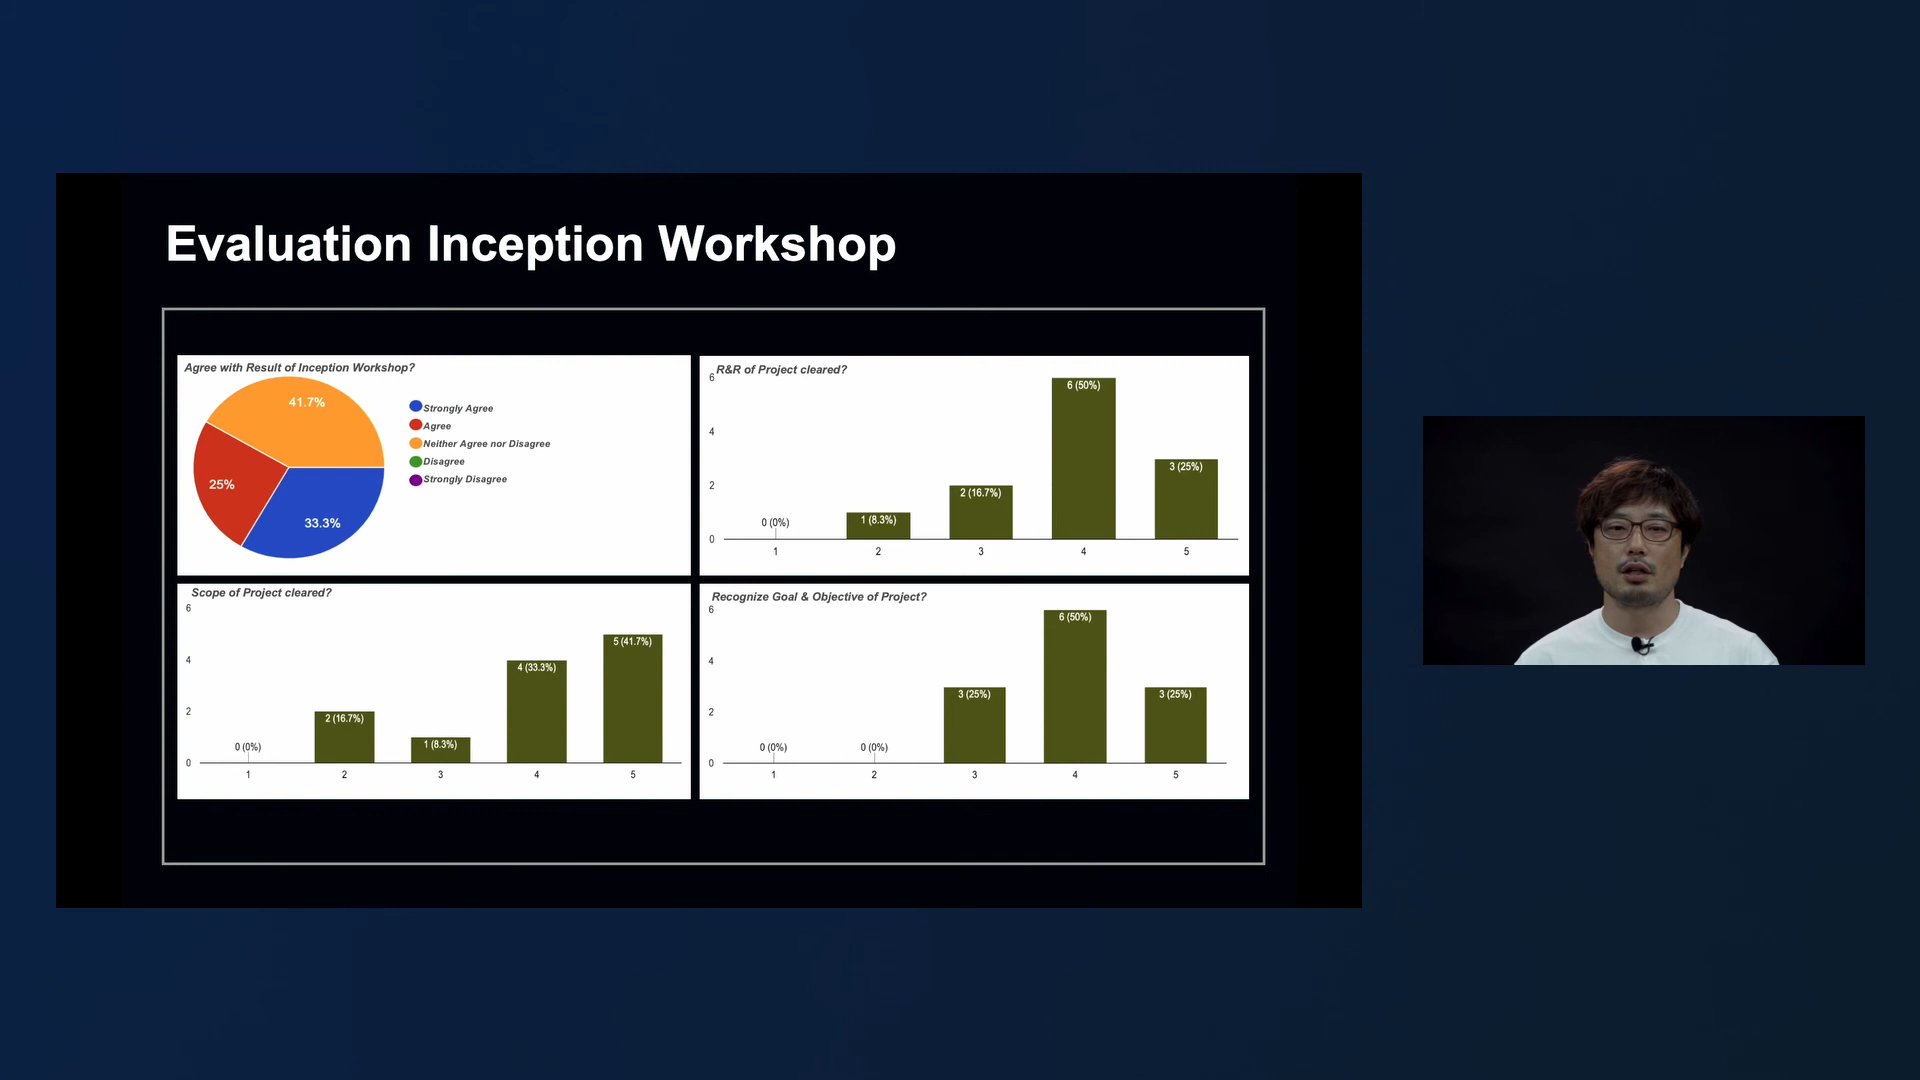 Evaluation Inception Workshop
Agree with Result of Inception Workshop?
41.7%
25%
33.3%
Strongly Agree
Agree
Neither Agree nor Disagree
Disagree
Strongly Disagree
R&R of Project cleared?
6
4
2
0
0 (0%)
1 (8.3%)
2 (16.7%)
6 (50%)
3 (25%)
1 2 3 4 5
Scope of Project cleared?
6
4
2
0
0 (0%)
2 (16.7%)
1 (8.3%)
4 (33.3%)
5 (41.7%)
1 2 3 4 5
Recognize Goal & Objective of Project?
6
4
2
0
0 (0%)
0 (0%)
3 (25%)
6 (50%)
3 (25%)
1 2 3 4 5